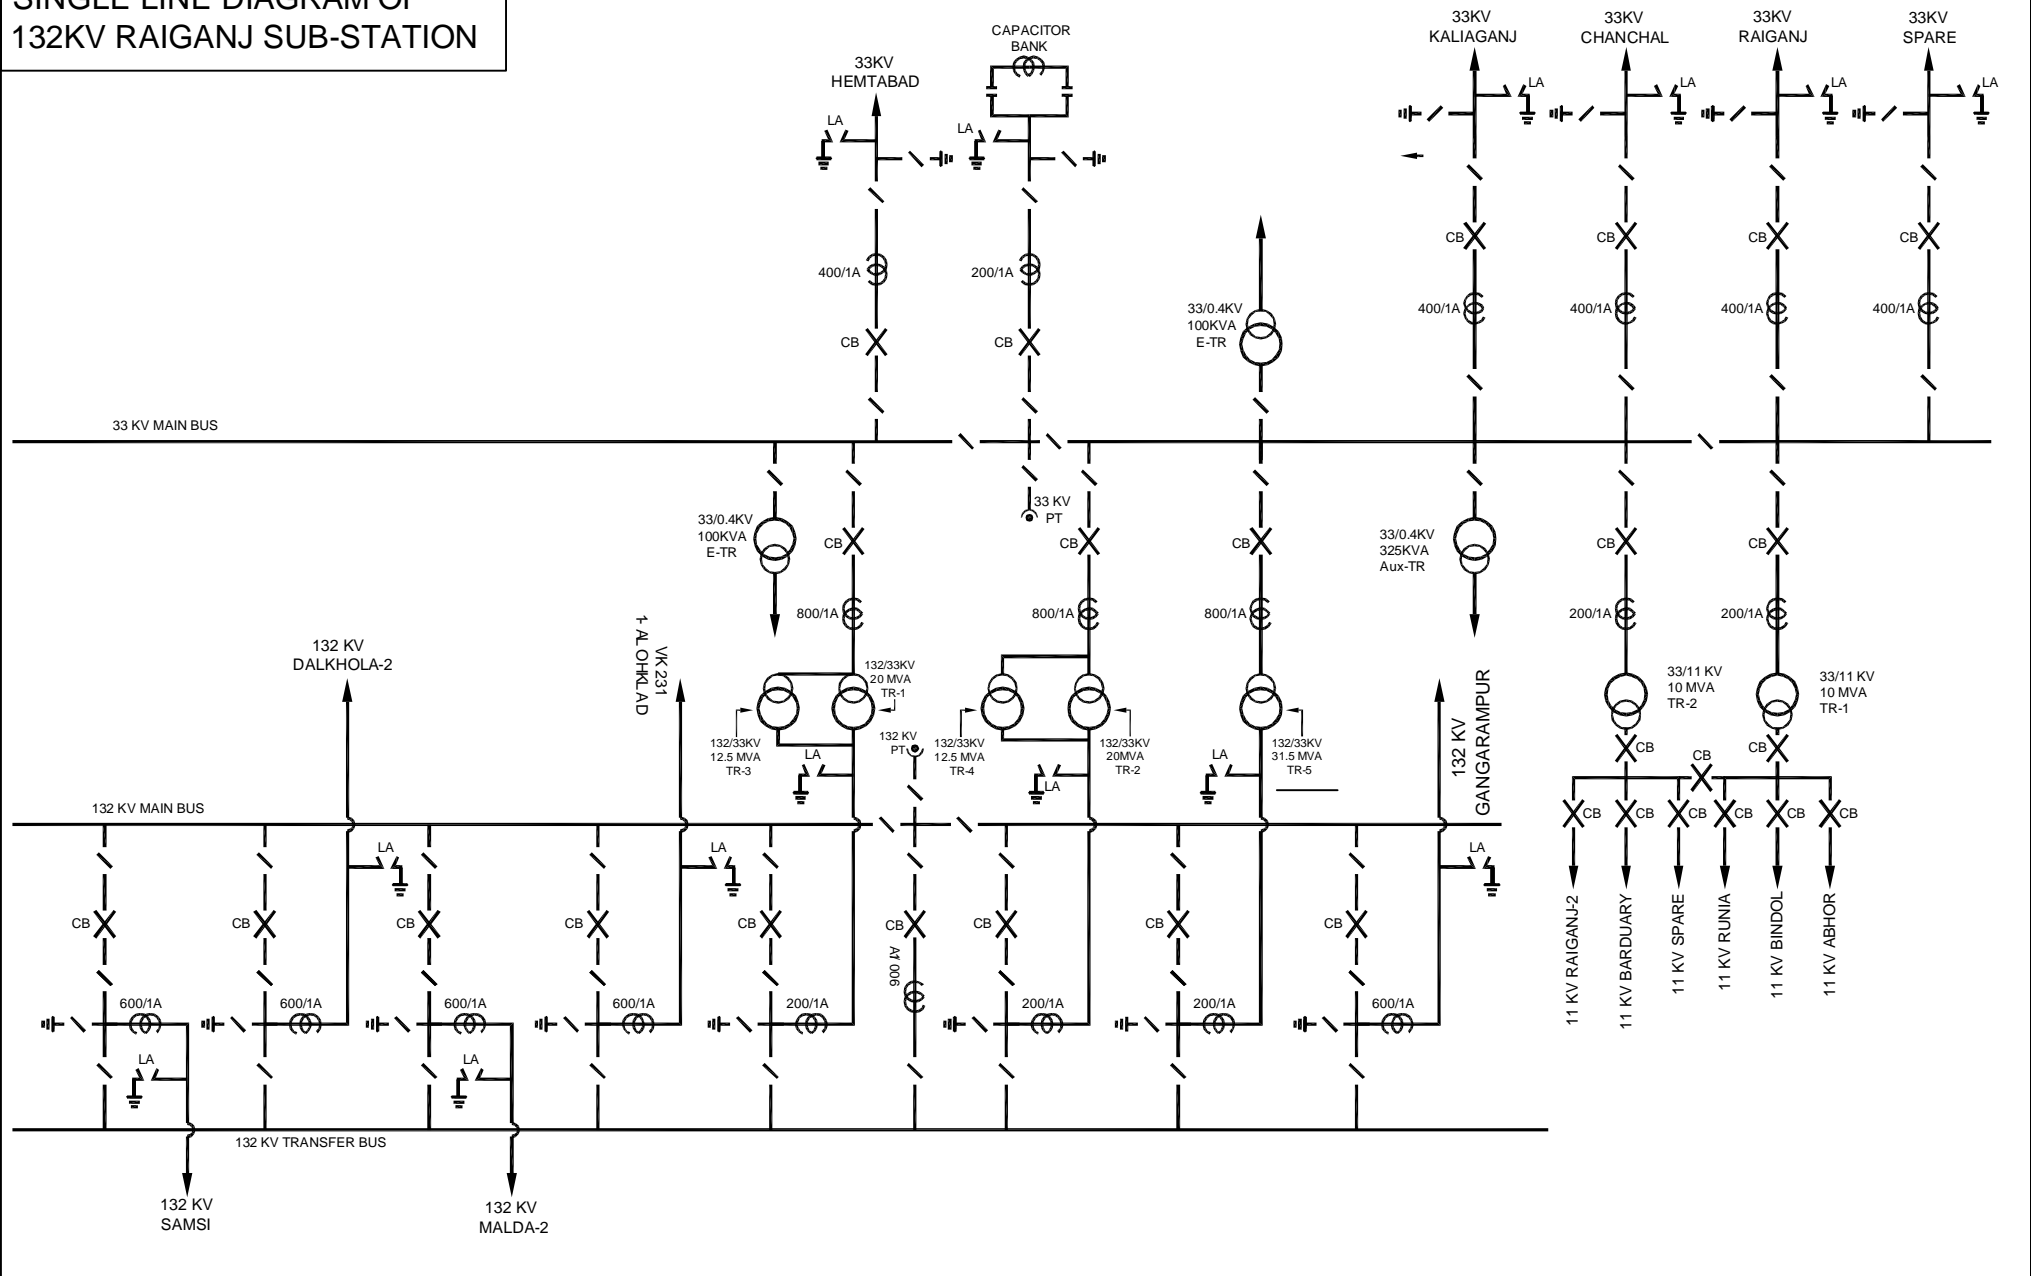 SINGLE LINE DIAGRAM OF
132KV RAIGANJ SUB-STATION
33KV
HEMTABAD
CAPACITOR
BANK
33KV
KALIAGANJ
33KV
CHANCHAL
33KV
RAIGANJ
33KV
SPARE
LA
LA
LA
LA
LA
LA
CB
CB
CB
CB
400/1A
200/1A
400/1A
400/1A
400/1A
400/1A
33/0.4KV
100KVA
E-TR
CB
CB
33 KV MAIN BUS
33 KV
PT
33/0.4KV
100KVA
E-TR
CB
CB
CB
33/0.4KV
325KVA
Aux-TR
CB
CB
800/1A
800/1A
800/1A
200/1A
200/1A
132 KV
DALKHOLA-2
VK 231
1- ALOHKLAD
132/33KV
20 MVA
TR-1
132/33KV
12.5 MVA
TR-3
132 KV
PT
132/33KV
12.5 MVA
TR-4
132/33KV
20MVA
TR-2
132/33KV
31.5 MVA
TR-5
132 KV
GANGARAMPUR
33/11 KV
10 MVA
TR-2
33/11 KV
10 MVA
TR-1
LA
LA
LA
CB
CB
CB
132 KV MAIN BUS
CB
CB
CB
CB
CB
CB
LA
LA
LA
CB
CB
CB
CB
CB
CB
CB
CB
CB
A1 006
11 KV RAIGANJ-2
11 KV BARDUARY
11 KV SPARE
11 KV RUNIA
11 KV BINDOL
11 KV ABHOR
600/1A
600/1A
600/1A
600/1A
200/1A
200/1A
200/1A
600/1A
LA
LA
132 KV TRANSFER BUS
132 KV
SAMSI
132 KV
MALDA-2